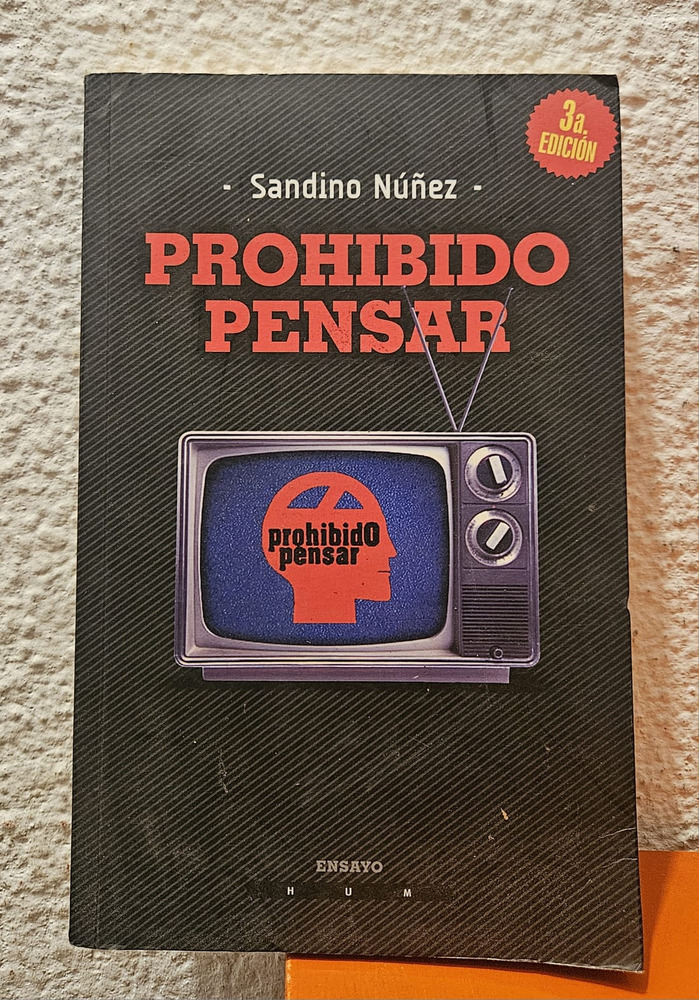 3a.
EDICIÓN
- Sandino Núñez -
PROHIBIDO
PENSAR
prohibidO
pensar
ENSAYO
H U M